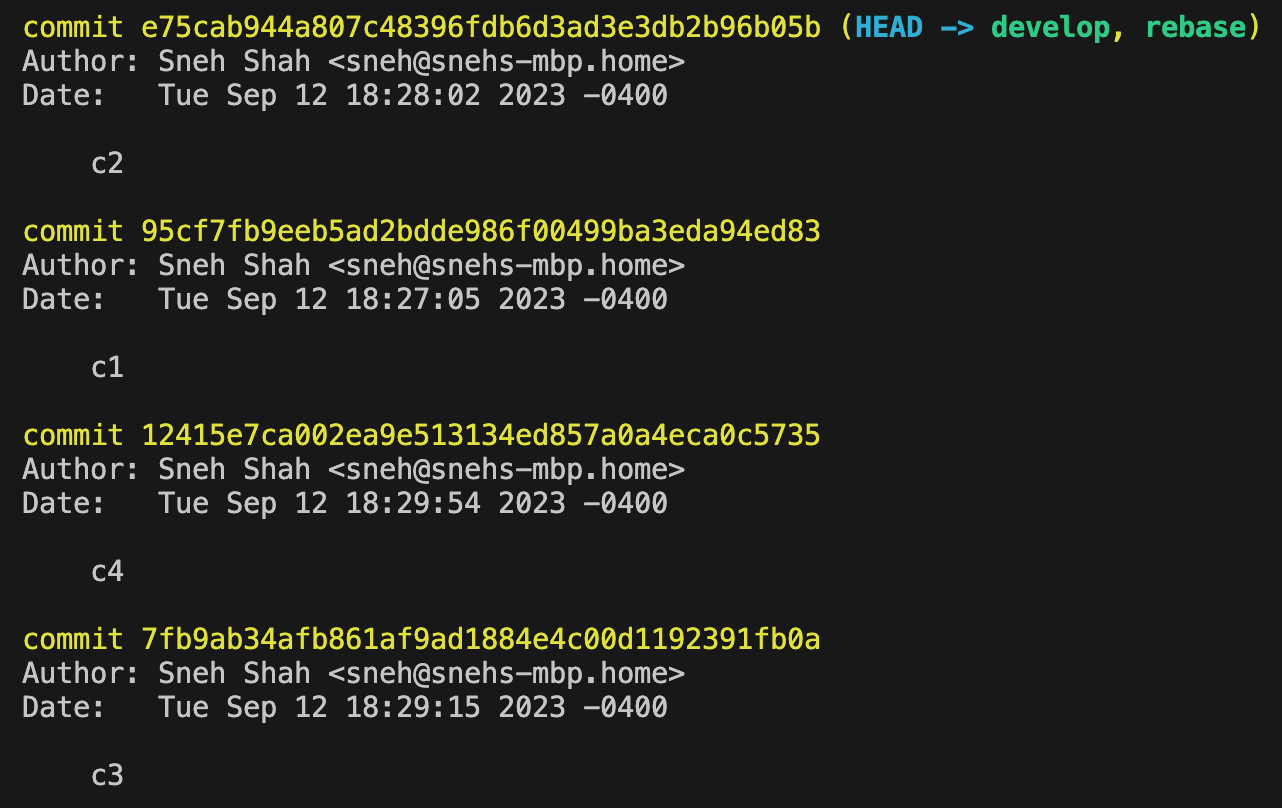 commit e75cab944a807c48396fdb6d3ad3e3db2b96b05b (HEAD -> develop, rebase)
Author: Sneh Shah <sneh@snehs-mbp.home>
Date:   Tue Sep 12 18:28:02 2023 -0400
c2
commit 95cf7fb9eeb5ad2bdde986f00499ba3eda94ed83
Author: Sneh Shah <sneh@snehs-mbp.home>
Date:   Tue Sep 12 18:27:05 2023 -0400
c1
commit 12415e7ca002ea9e513134ed857a0a4eca0c5735
Author: Sneh Shah <sneh@snehs-mbp.home>
Date:   Tue Sep 12 18:29:54 2023 -0400
c4
commit 7fb9ab34afb861af9ad1884e4c00d1192391fb0a
Author: Sneh Shah <sneh@snehs-mbp.home>
Date:   Tue Sep 12 18:29:15 2023 -0400
c3